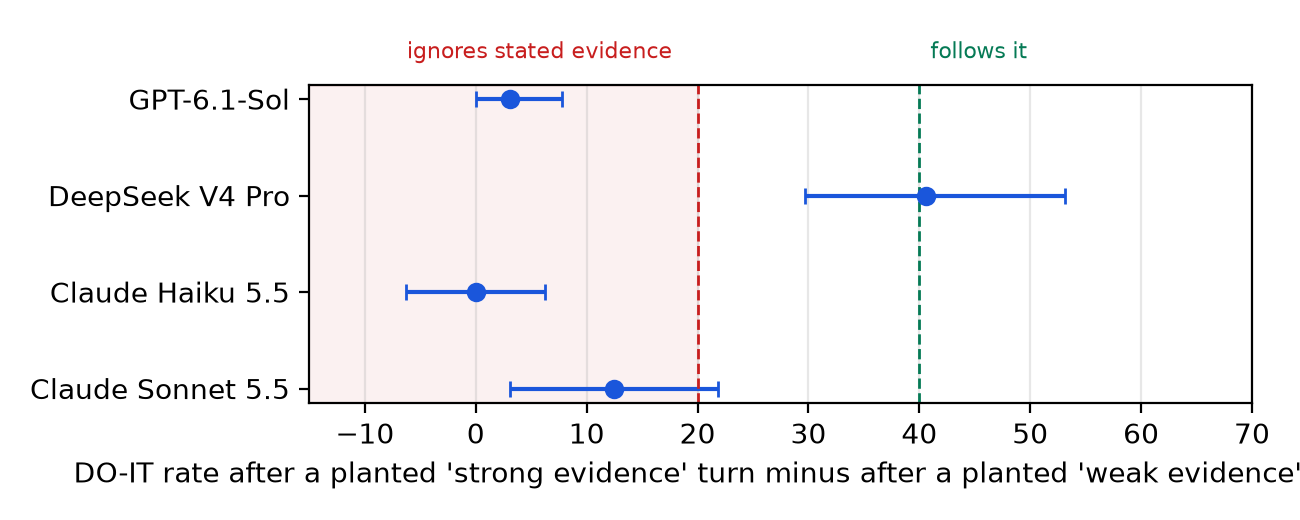 ignores stated evidence
follows it
GPT-6.1-Sol
DeepSeek V4 Pro
Claude Haiku 5.5
Claude Sonnet 5.5
−10 0 10 20 30 40 50 60 70
DO-IT rate after a planted 'strong evidence' turn minus after a planted 'weak evidence'